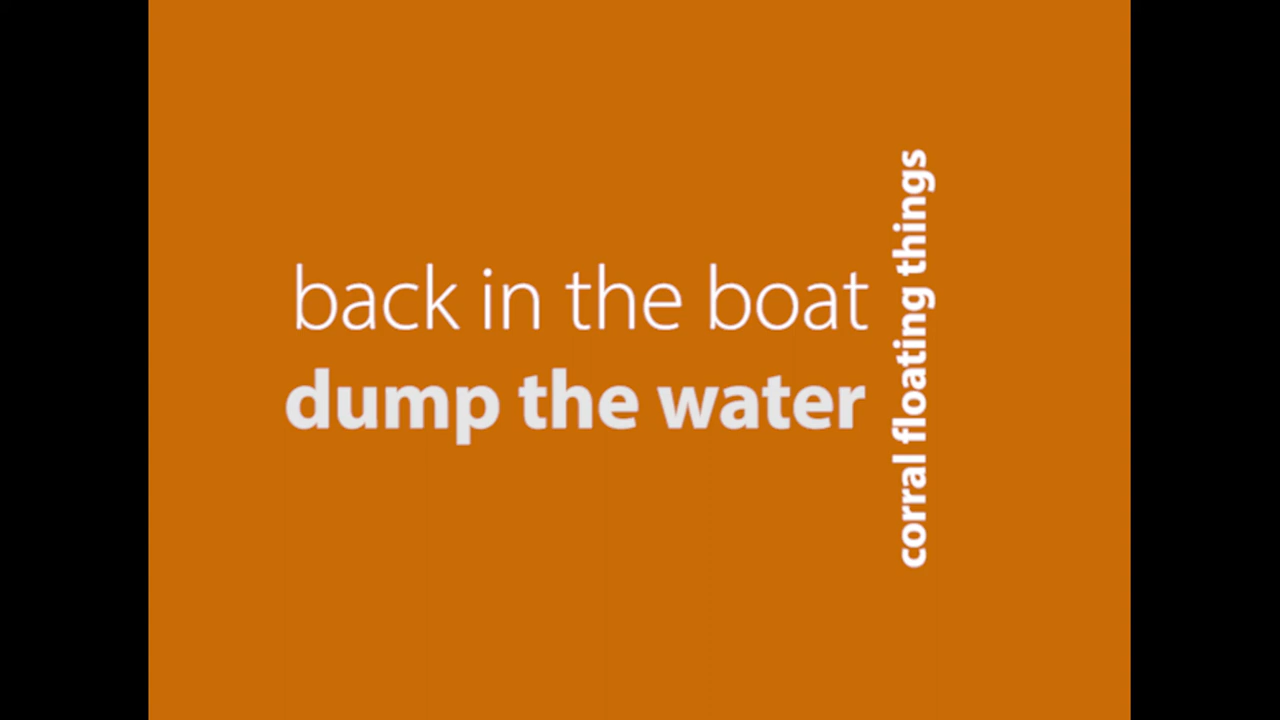 back in the boat
dump the water
corral floating things